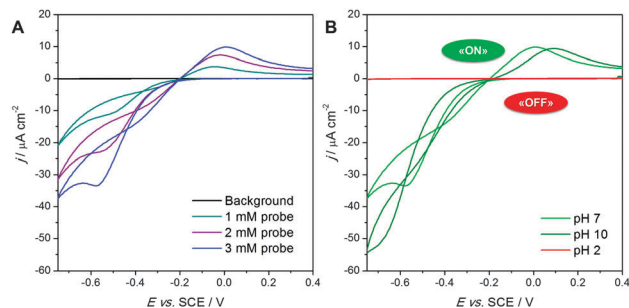 A
20
10
0
-10
-20
-30
-40
-50
-60
j / μA cm⁻²
Background
1 mM probe
2 mM probe
3 mM probe
-0.6
-0.4
-0.2
0.0
0.2
0.4
E vs. SCE / V
B
20
10
0
-10
-20
-30
-40
-50
-60
j / μA cm⁻²
«ON»
«OFF»
pH 7
pH 10
pH 2
-0.6
-0.4
-0.2
0.0
0.2
0.4
E vs. SCE / V